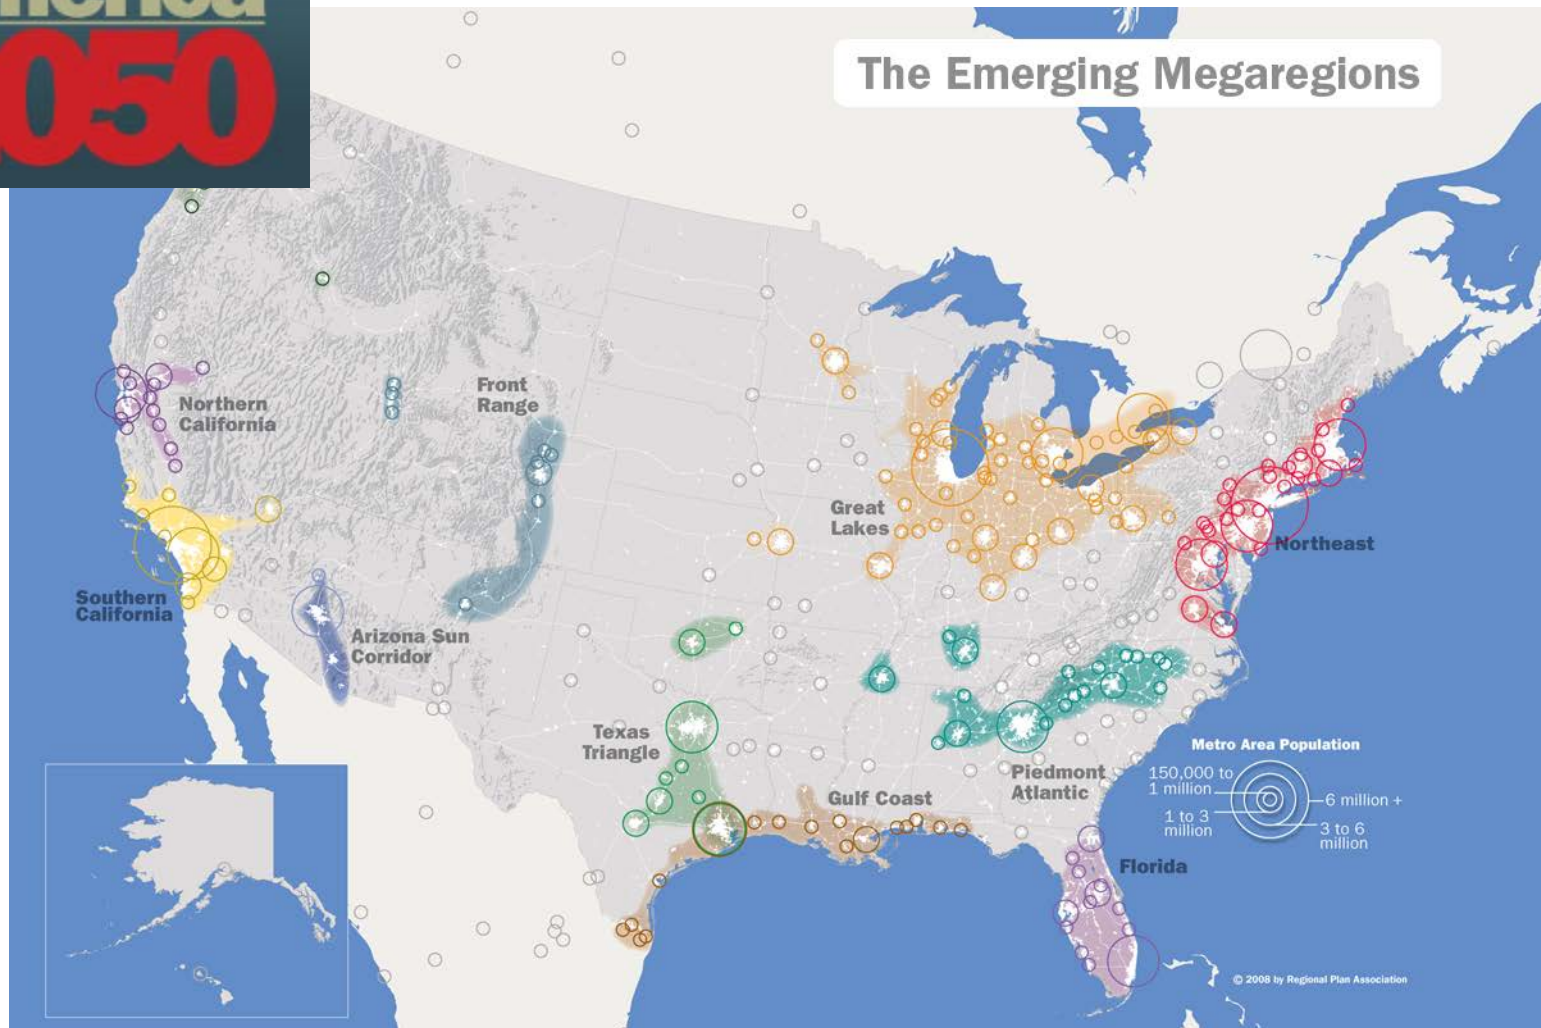 050
The Emerging Megaregions
Front
Range
Northern
California
Great
Lakes
Northeast
Southern
California
Arizona Sun
Corridor
Texas
Triangle
Metro Area Population
150,000 to
1 million
6 million +
1 to 3
million
3 to 6
million
Piedmont
Atlantic
Gulf Coast
Florida
© 2008 by Regional Plan Association